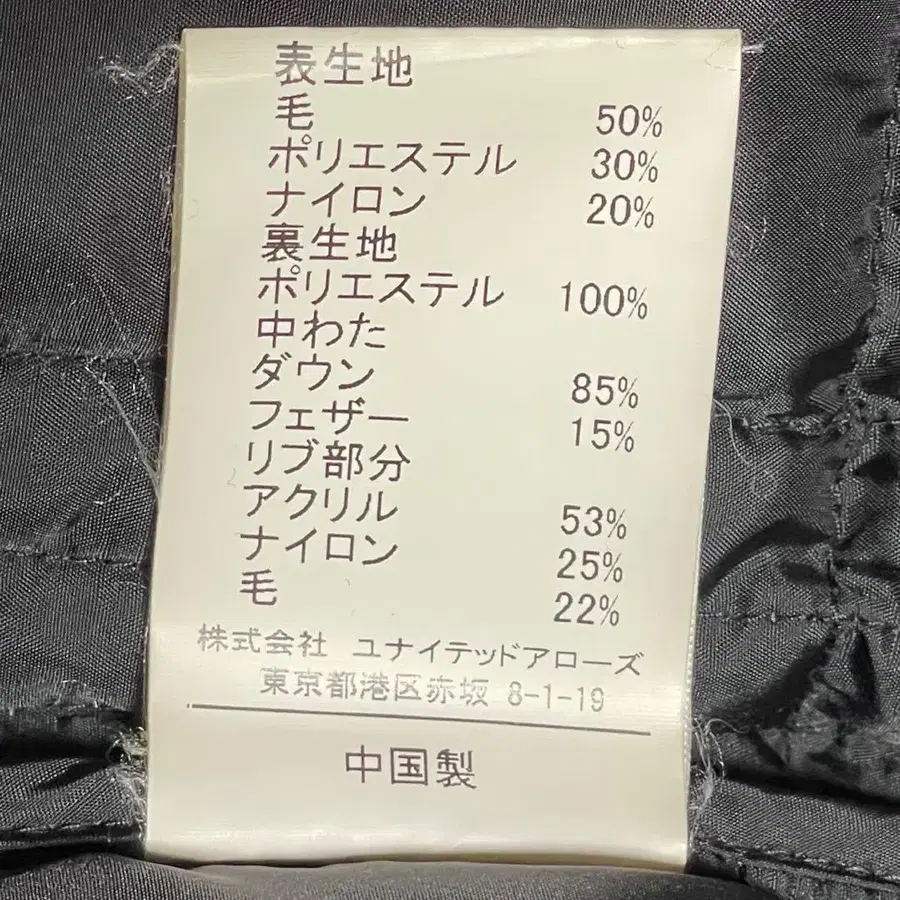 表生地
毛 50%
ポリエステル 30%
ナイロン 20%
裏生地
ポリエステル 100%
中わた
ダウン 85%
フェザー 15%
リブ部分
アクリル 53%
ナイロン 25%
毛 22%
株式会社 ユナイテッドアローズ
東京都港区赤坂 8-1-19
中国製